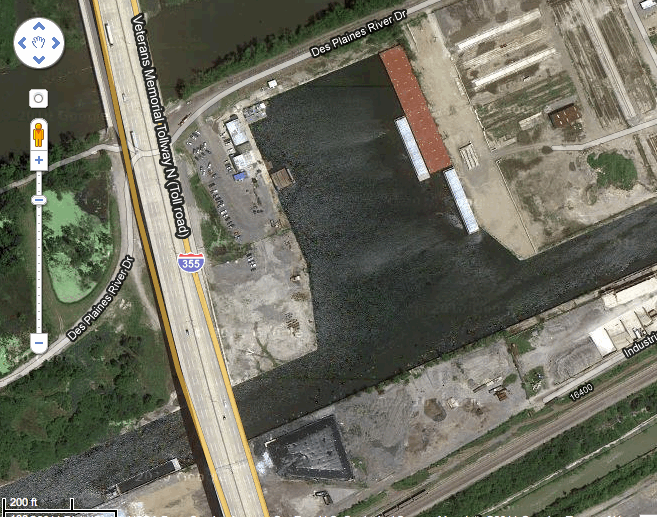 Des Plaines River Dr
Veterans Memorial Tollway N (Toll road)
355
Des Plaines River Dr
Industri
16400
200 ft